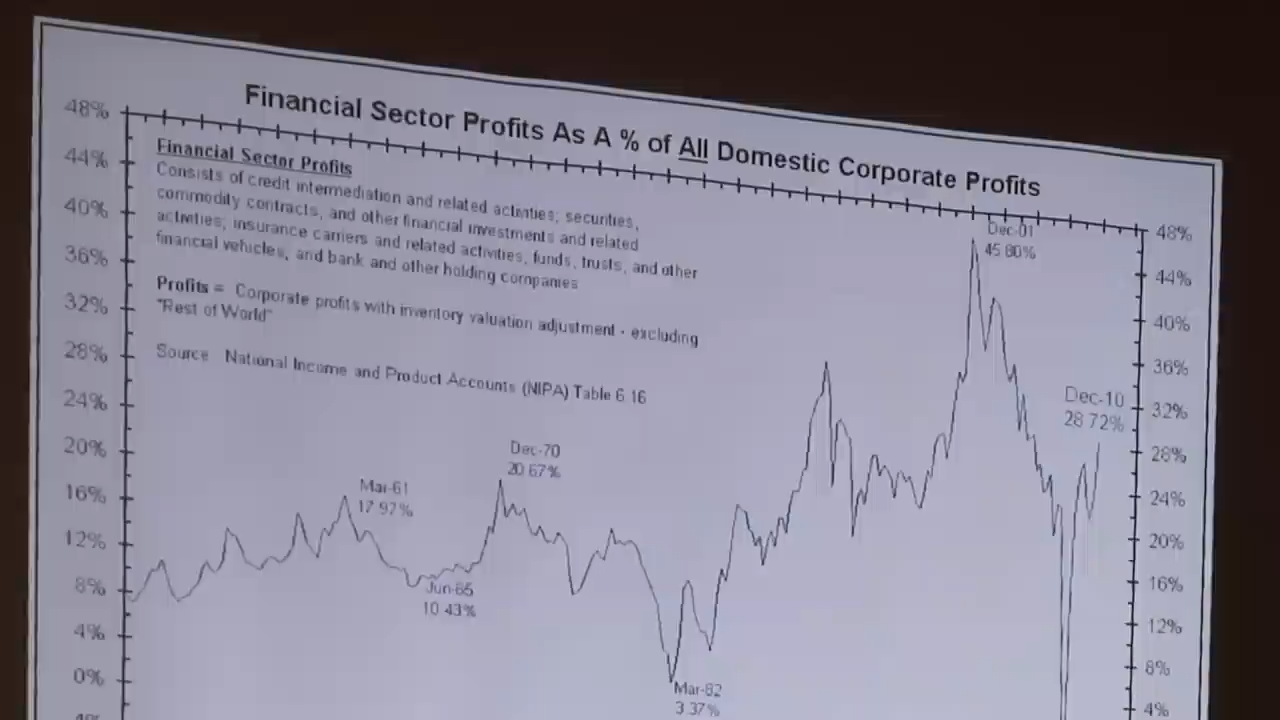 Financial Sector Profits As A % of All Domestic Corporate Profits
48%
44%
40%
36%
32%
28%
24%
20%
16%
12%
8%
4%
0%
Financial Sector Profits
Consists of credit intermediation and related activities; securities,
commodity contracts, and other financial investments and related
activities; insurance carriers and related activities, funds, trusts, and other
financial vehicles, and bank and other holding companies
Profits = Corporate profits with inventory valuation adjustment - excluding
"Rest of World"
Source National Income and Product Accounts (NIPA) Table 6.16
Mar-61
17.97%
Jun-65
10.43%
Dec-70
20.67%
Mar-82
3.37%
Dec-01
45.80%
Dec-10
28.72%
48%
44%
40%
36%
32%
28%
24%
20%
16%
12%
8%
4%